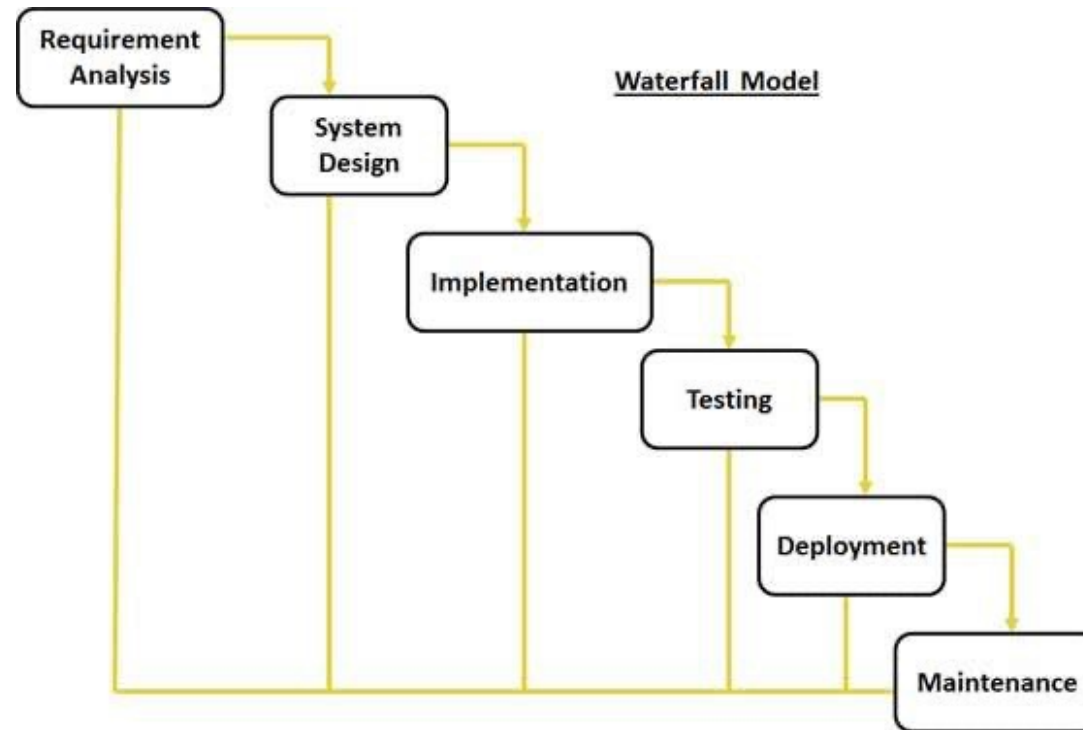 Requirement
Analysis
Waterfall Model
System
Design
Implementation
Testing
Deployment
Maintenance